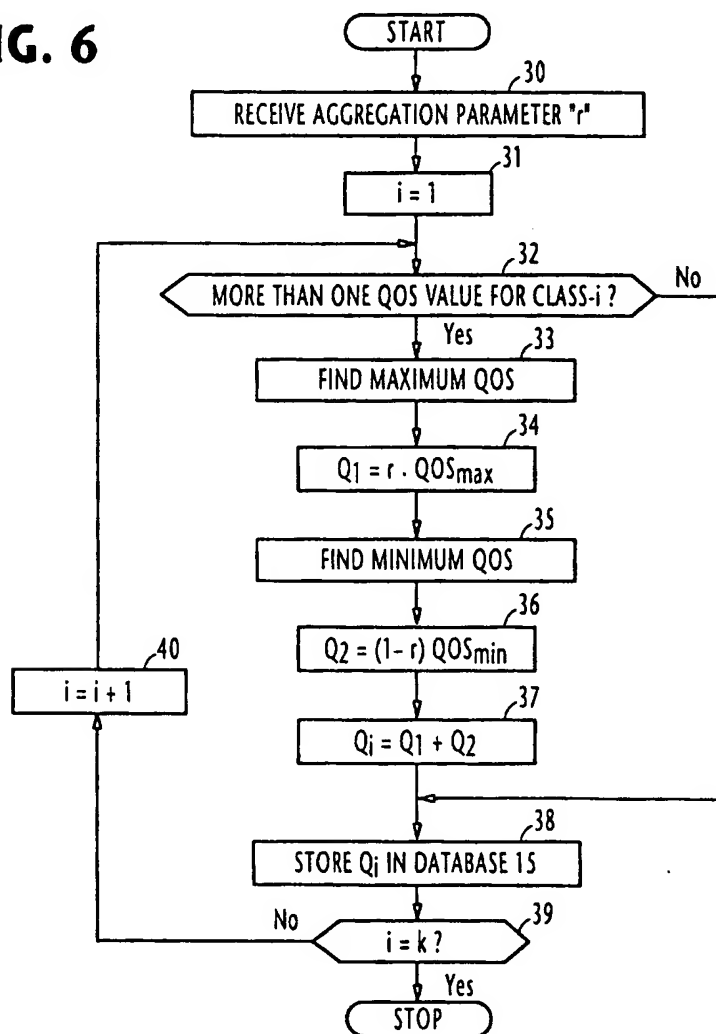 IG. 6
START
30
RECEIVE AGGREGATION PARAMETER "r"
31
i = 1
32
MORE THAN ONE QOS VALUE FOR CLASS-i ?
No
Yes
33
FIND MAXIMUM QOS
34
Q1 = r . QOSmax
35
FIND MINIMUM QOS
36
Q2 = (1– r) QOSmin
40
i = i + 1
37
Qi = Q1 + Q2
38
STORE Qi IN DATABASE 15
39
No
i = k ?
Yes
STOP